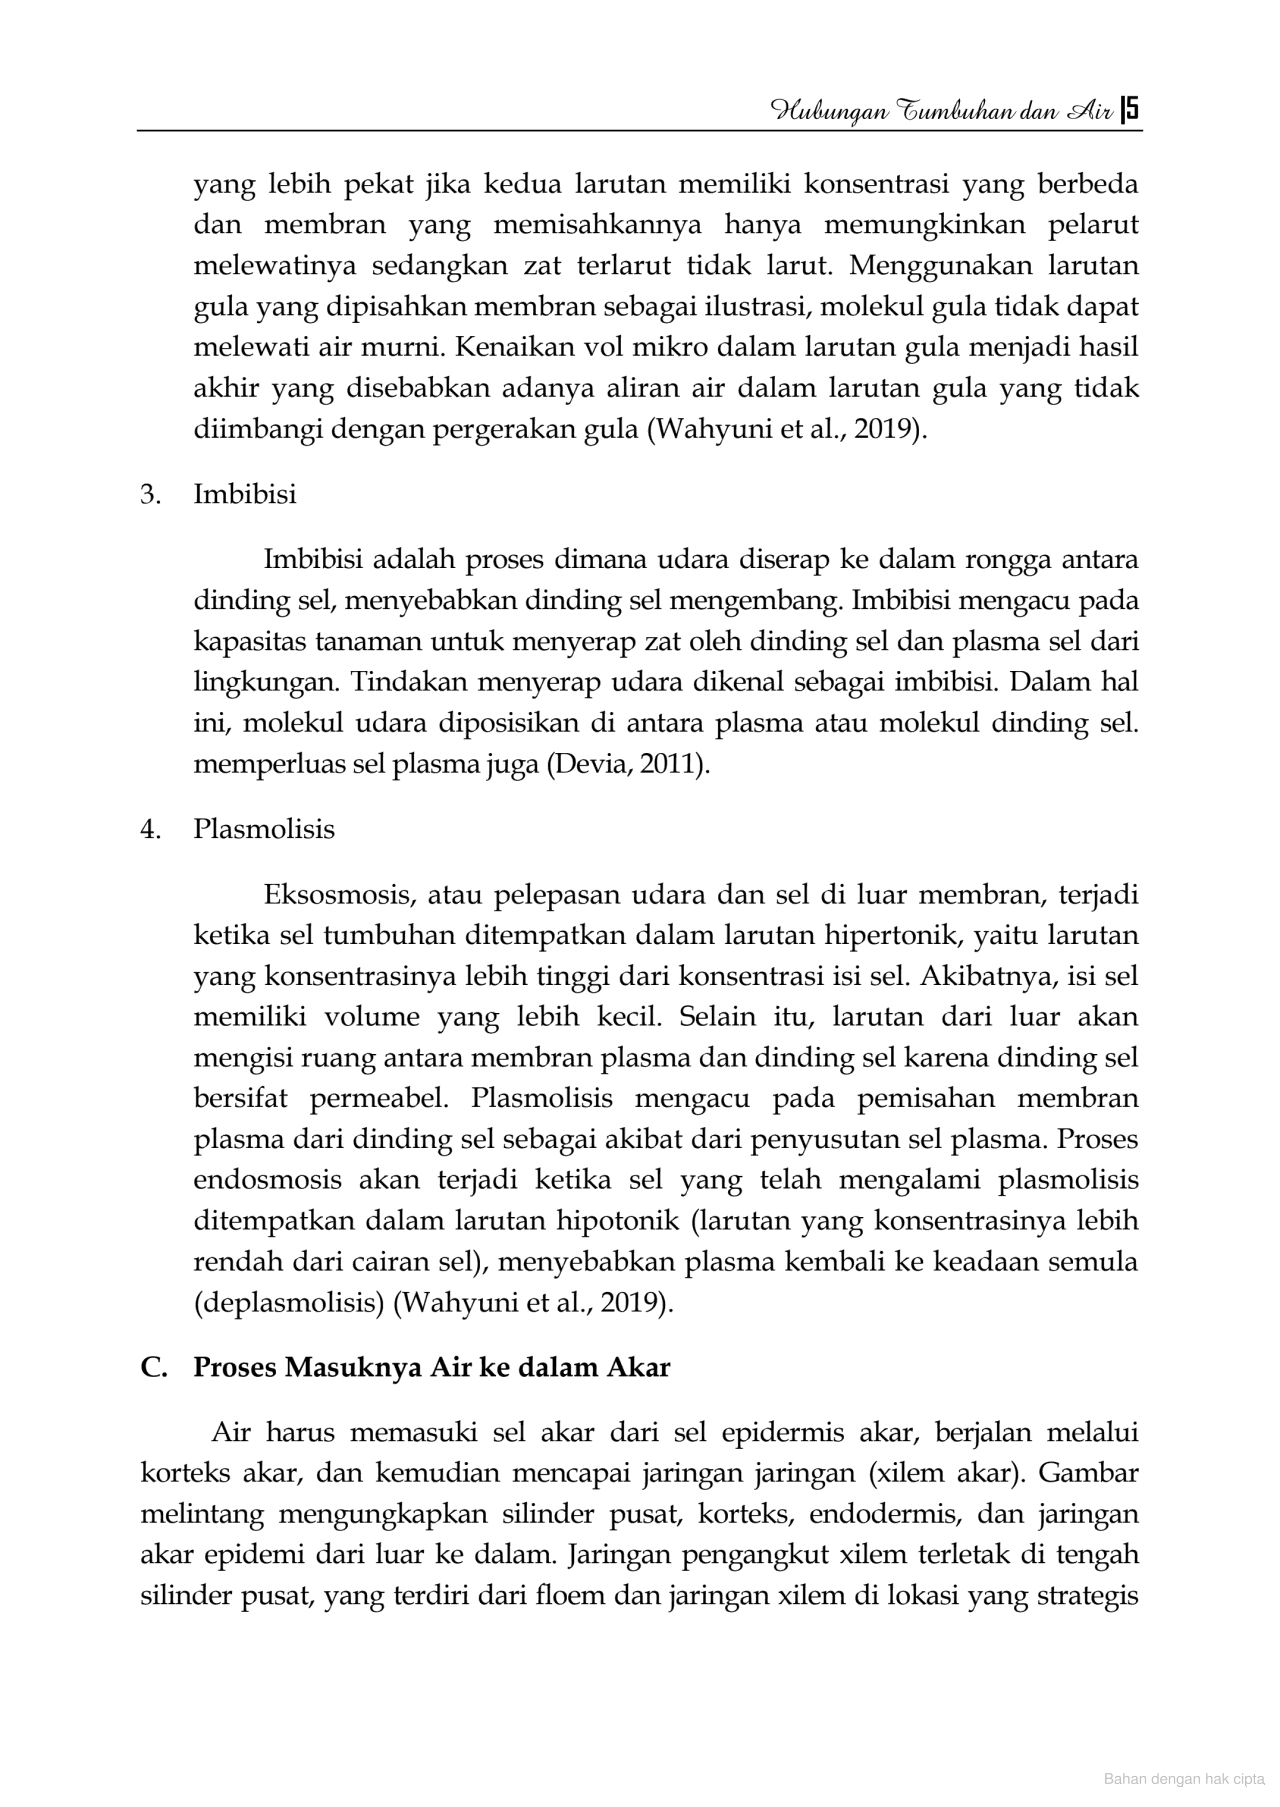 Hubungan Tumbuhan dan Air |5
yang lebih pekat jika kedua larutan memiliki konsentrasi yang berbeda
dan membran yang memisahkannya hanya memungkinkan pelarut
melewatinya sedangkan zat terlarut tidak larut. Menggunakan larutan
gula yang dipisahkan membran sebagai ilustrasi, molekul gula tidak dapat
melewati air murni. Kenaikan vol mikro dalam larutan gula menjadi hasil
akhir yang disebabkan adanya aliran air dalam larutan gula yang tidak
diimbangi dengan pergerakan gula (Wahyuni et al., 2019).
3. Imbibisi
Imbibisi adalah proses dimana udara diserap ke dalam rongga antara
dinding sel, menyebabkan dinding sel mengembang. Imbibisi mengacu pada
kapasitas tanaman untuk menyerap zat oleh dinding sel dan plasma sel dari
lingkungan. Tindakan menyerap udara dikenal sebagai imbibisi. Dalam hal
ini, molekul udara diposisikan di antara plasma atau molekul dinding sel.
memperluas sel plasma juga (Devia, 2011).
4. Plasmolisis
Eksosmosis, atau pelepasan udara dan sel di luar membran, terjadi
ketika sel tumbuhan ditempatkan dalam larutan hipertonik, yaitu larutan
yang konsentrasinya lebih tinggi dari konsentrasi isi sel. Akibatnya, isi sel
memiliki volume yang lebih kecil. Selain itu, larutan dari luar akan
mengisi ruang antara membran plasma dan dinding sel karena dinding sel
bersifat permeabel. Plasmolisis mengacu pada pemisahan membran
plasma dari dinding sel sebagai akibat dari penyusutan sel plasma. Proses
endosmosis akan terjadi ketika sel yang telah mengalami plasmolisis
ditempatkan dalam larutan hipotonik (larutan yang konsentrasinya lebih
rendah dari cairan sel), menyebabkan plasma kembali ke keadaan semula
(deplasmolisis) (Wahyuni et al., 2019).
C. Proses Masuknya Air ke dalam Akar
Air harus memasuki sel akar dari sel epidermis akar, berjalan melalui
korteks akar, dan kemudian mencapai jaringan jaringan (xilem akar). Gambar
melintang mengungkapkan silinder pusat, korteks, endodermis, dan jaringan
akar epidemi dari luar ke dalam. Jaringan pengangkut xilem terletak di tengah
silinder pusat, yang terdiri dari floem dan jaringan xilem di lokasi yang strategis
Bahan dengan hak cipta